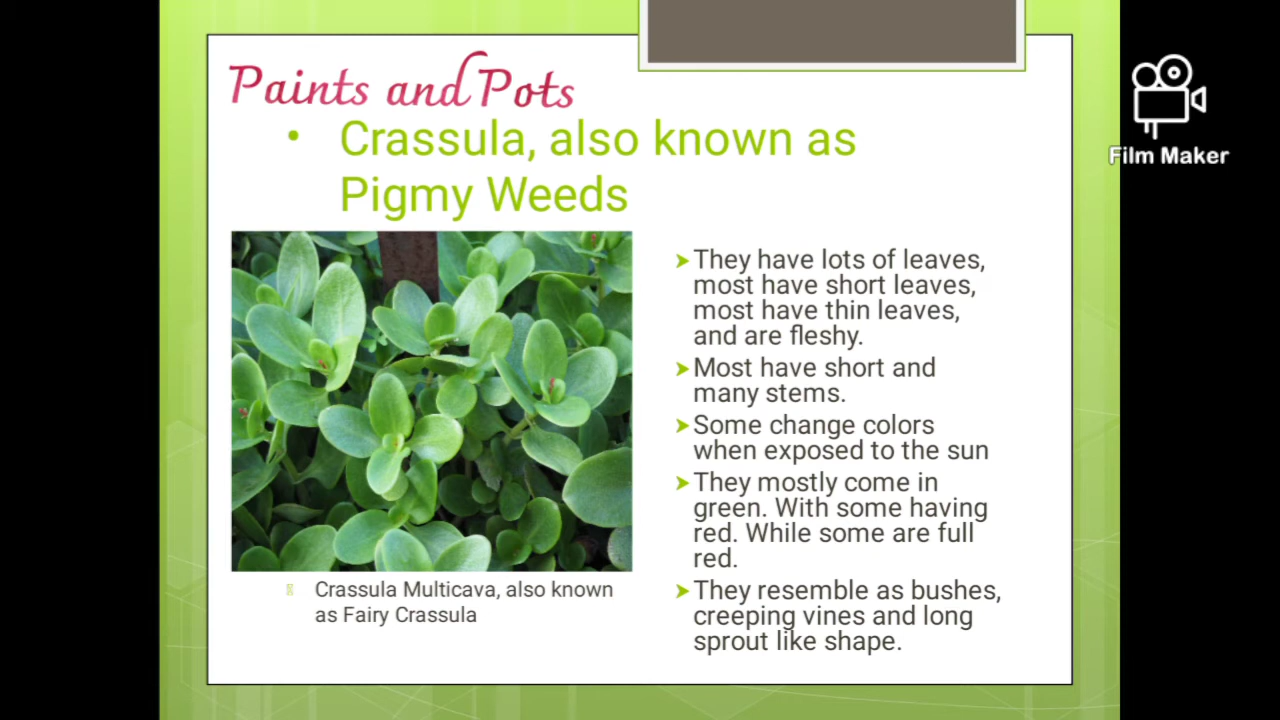 Paints and Pots
• Crassula, also known as
Pigmy Weeds
They have lots of leaves,
most have short leaves,
most have thin leaves,
and are fleshy.
Most have short and
many stems.
Some change colors
when exposed to the sun
They mostly come in
green. With some having
red. While some are full
red.
They resemble as bushes,
creeping vines and long
sprout like shape.
Crassula Multicava, also known
as Fairy Crassula
Film Maker